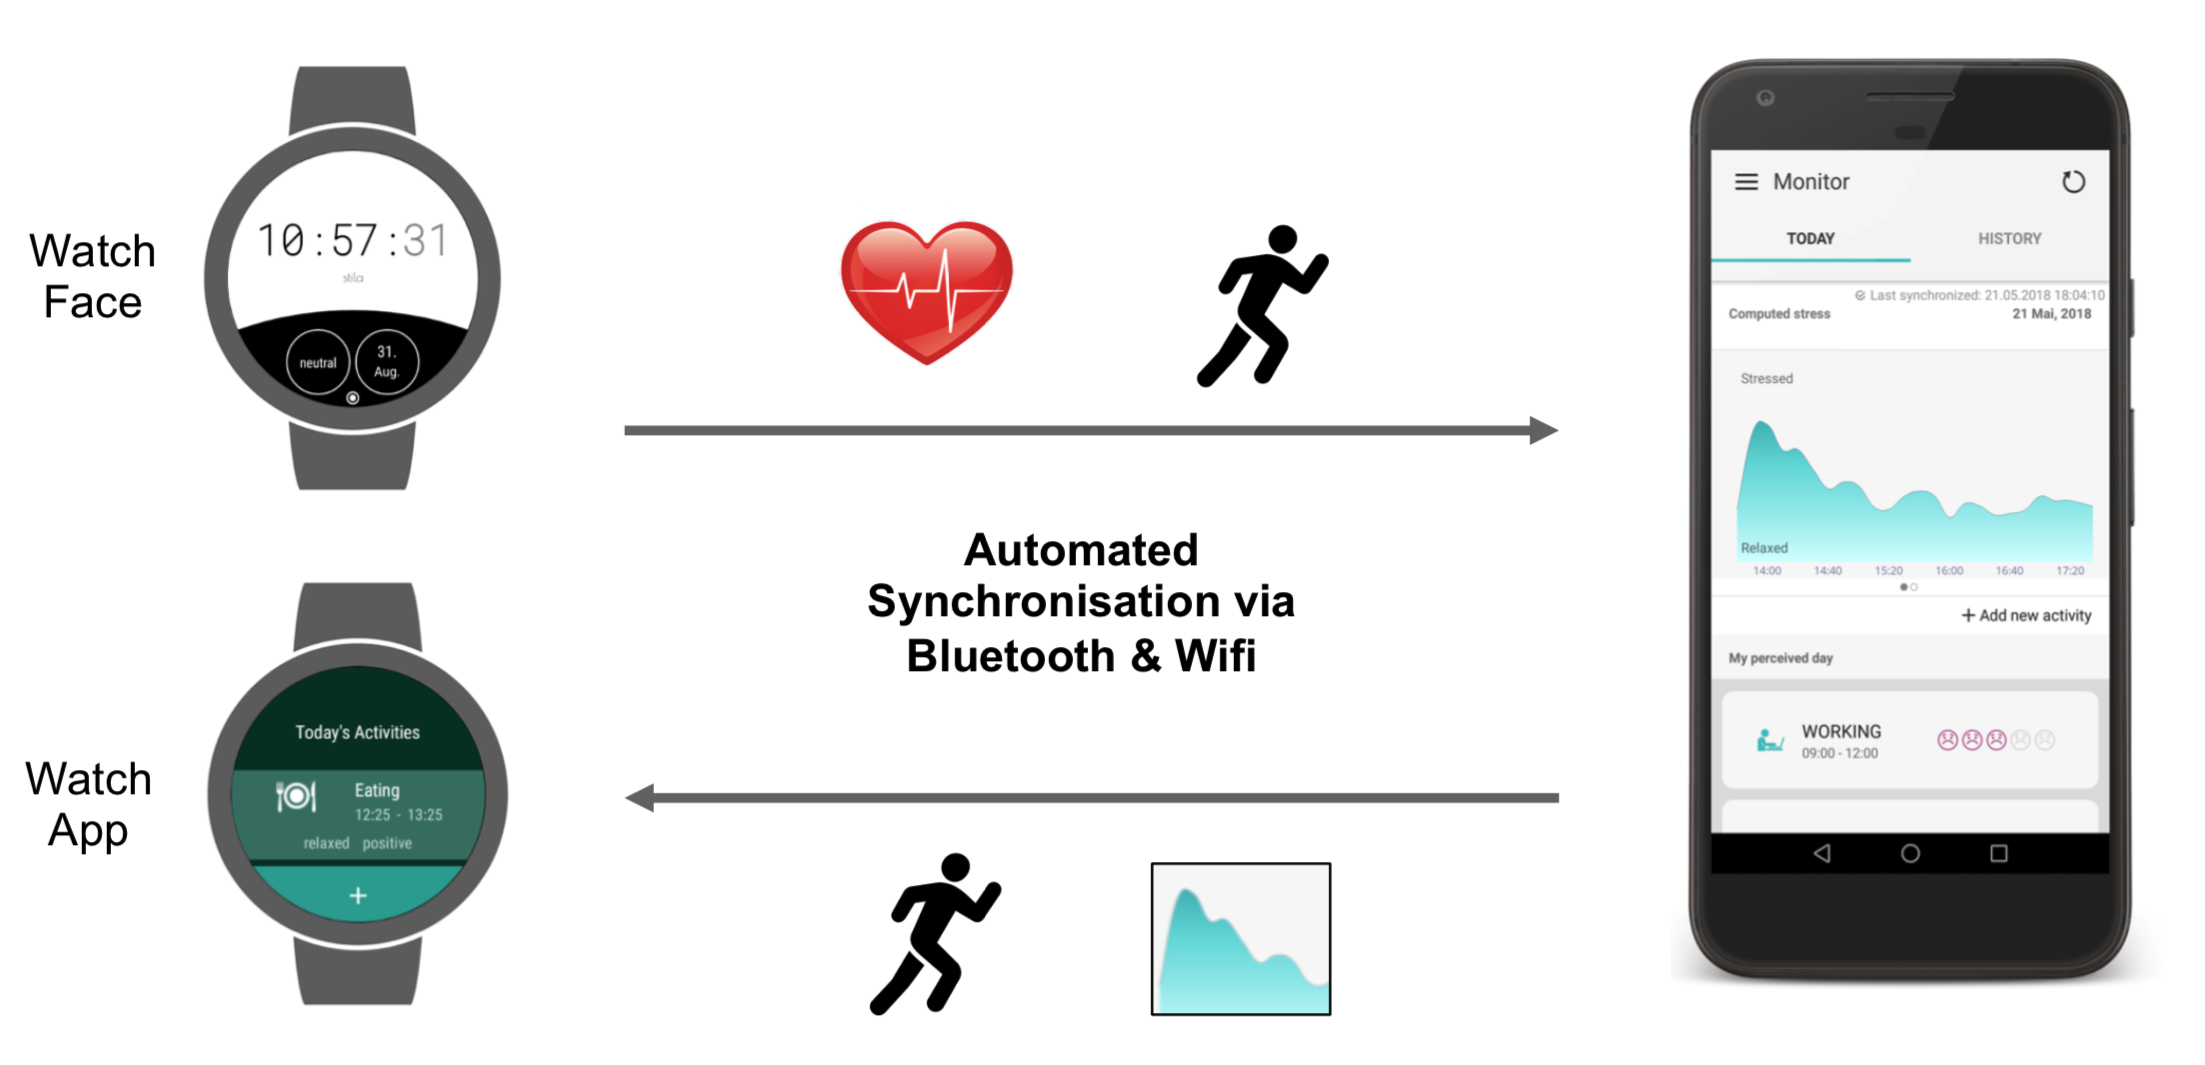 Watch
Face
10:57:31
stila
neutral
31.
Aug.
Watch
App
Today's Activities
Eating
12:25 - 13:25
relaxed positive
+
Automated
Synchronisation via
Bluetooth & Wifi
Monitor
TODAY HISTORY
Last synchronized: 21.05.2018 18:04:10
Computed stress 21 Mai, 2018
Stressed
Relaxed
14:00 14:40 15:20 16:00 16:40 17:20
+ Add new activity
My perceived day
WORKING
09:00 - 12:00